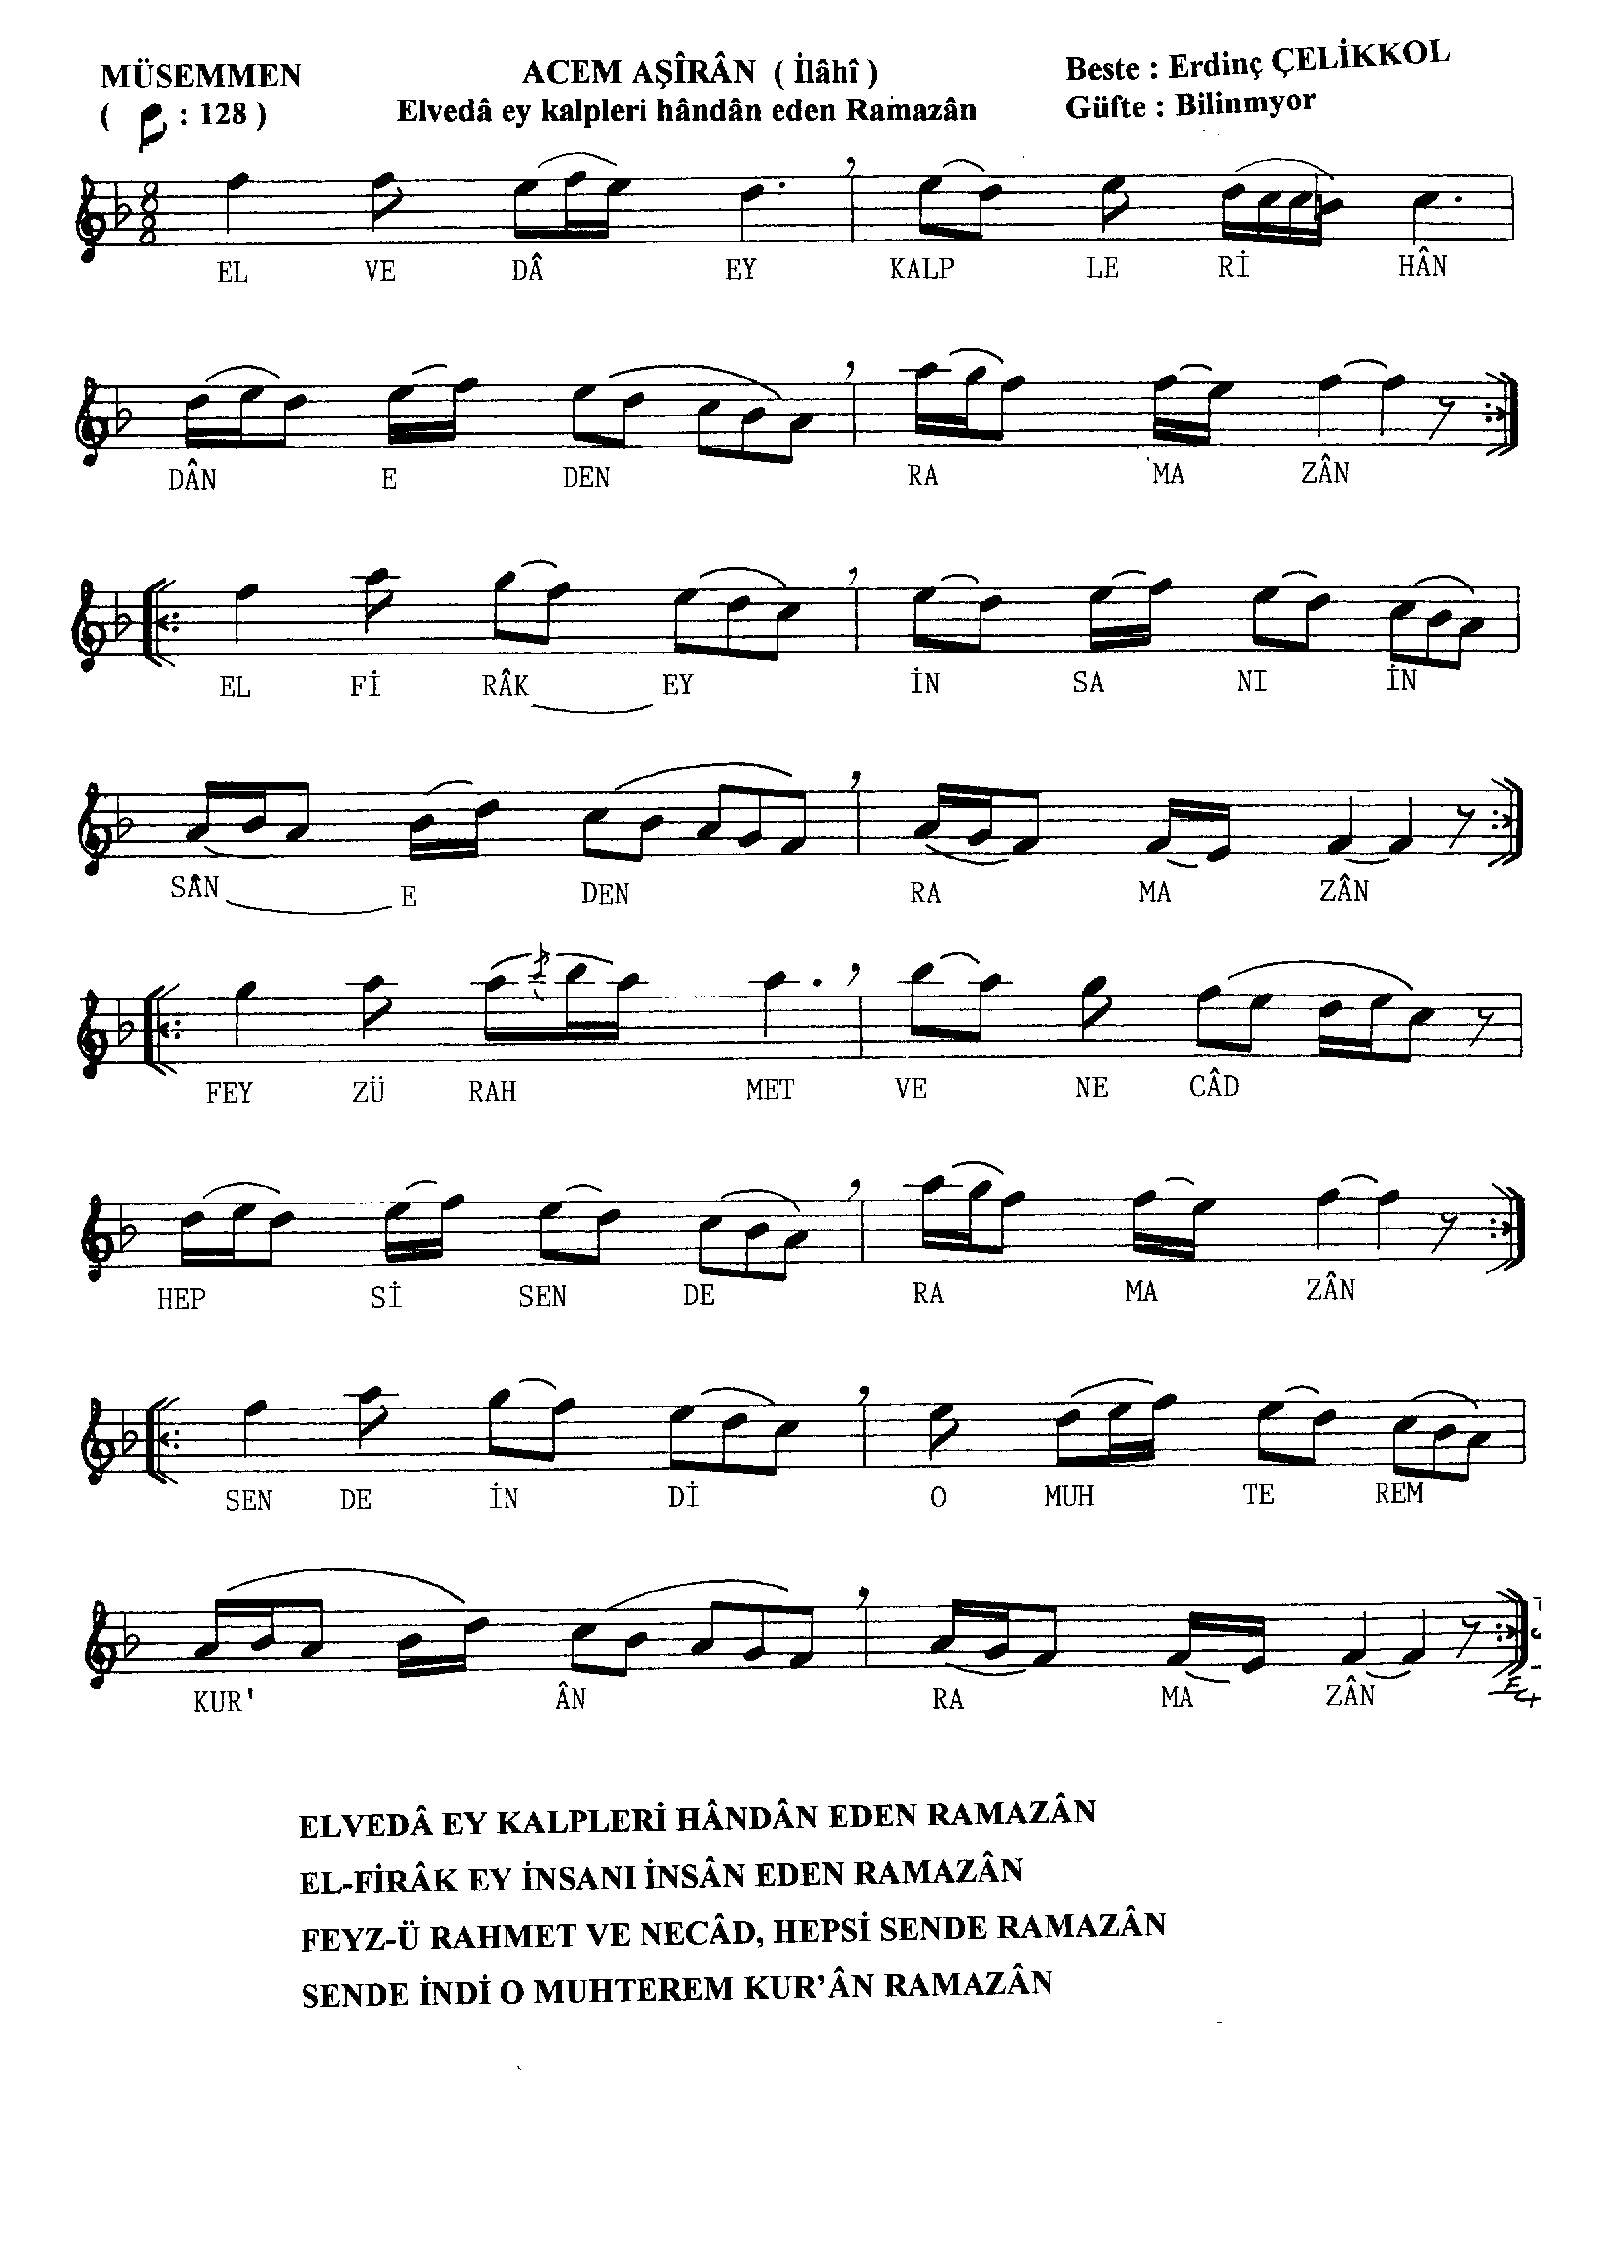 MÜSEMMEN
( : 128 )
ACEM AŞÎRÂN ( İlâhî )
Elvedâ ey kalpleri hândân eden Ramazân
Beste : Erdinç ÇELİKKOL
Güfte : Bilinmyor
8
8
EL VE DÂ EY KALP LE Rİ HÂN
DÂN E DEN RA MA ZÂN
EL Fİ RÂK EY İN SA NI İN
SÂN E DEN RA MA ZÂN
FEY ZÜ RAH MET VE NE CÂD
HEP Sİ SEN DE RA MA ZÂN
SEN DE İN Dİ O MUH TE REM
KUR' ÂN RA MA ZÂN
ELVEDÂ EY KALPLERİ HÂNDÂN EDEN RAMAZÂN
EL-FİRÂK EY İNSANI İNSÂN EDEN RAMAZÂN
FEYZ-Ü RAHMET VE NECÂD, HEPSİ SENDE RAMAZÂN
SENDE İNDİ O MUHTEREM KUR'ÂN RAMAZÂN